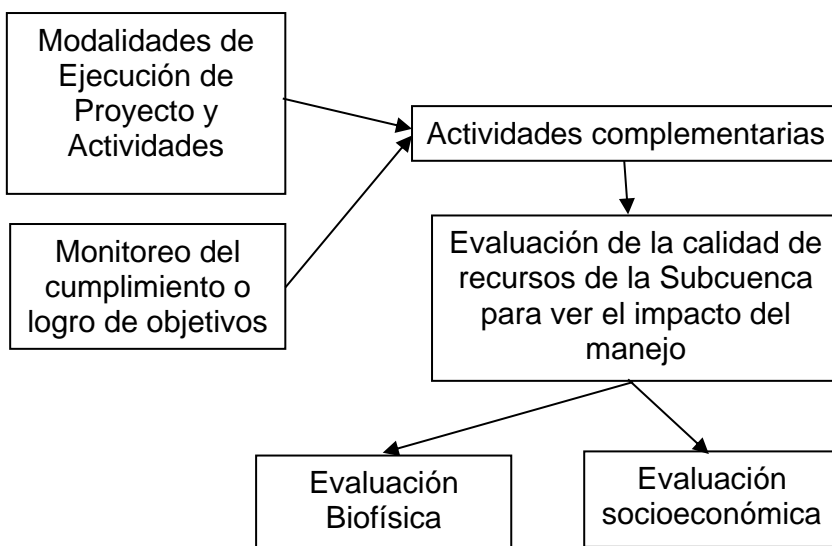 Modalidades de
Ejecución de
Proyecto y
Actividades
Actividades complementarias
Monitoreo del
cumplimiento o
logro de objetivos
Evaluación de la calidad de
recursos de la Subcuenca
para ver el impacto del
manejo
Evaluación
Biofísica
Evaluación
socioeconómica